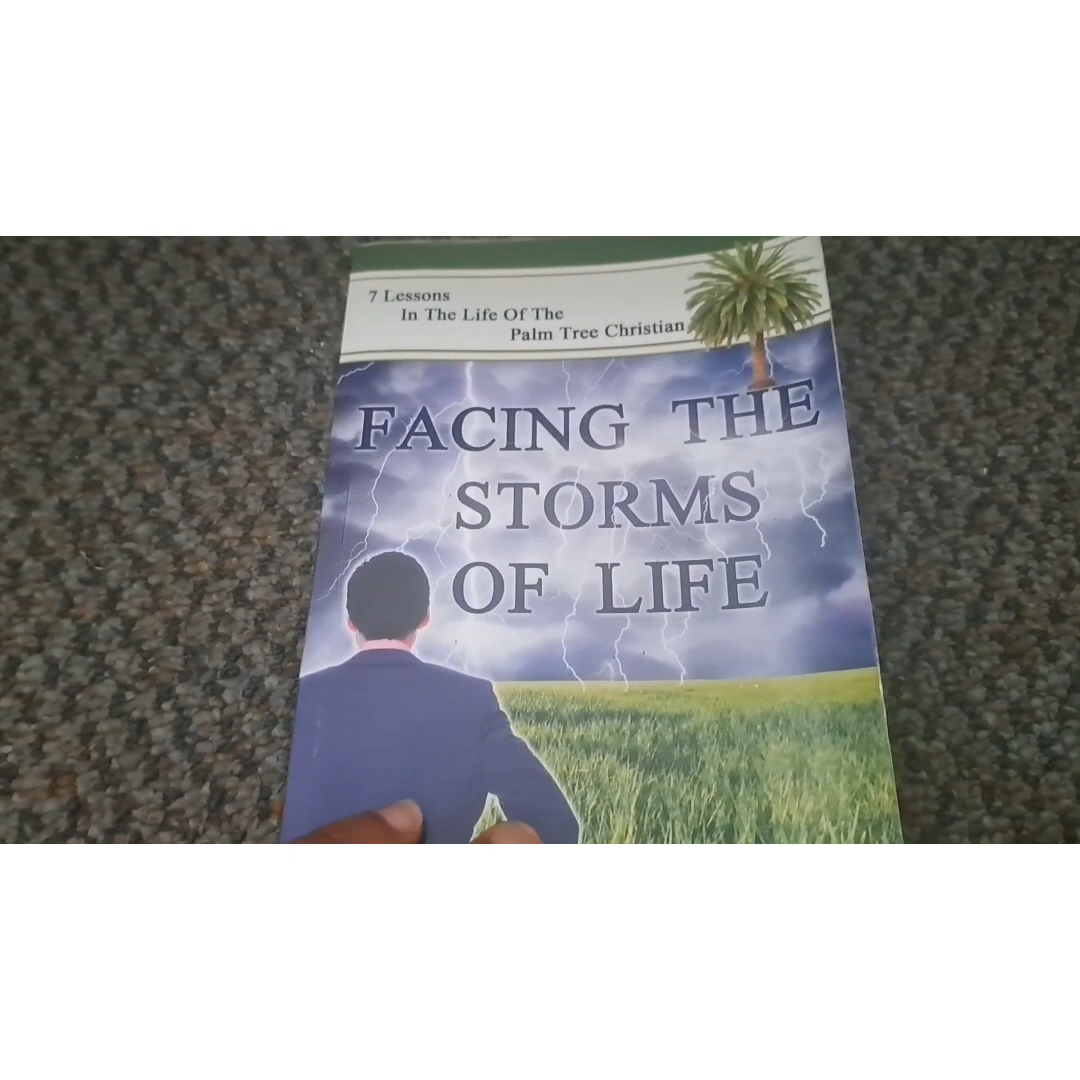 7 Lessons
In The Life Of The
Palm Tree Christian
FACING THE
STORMS
OF LIFE